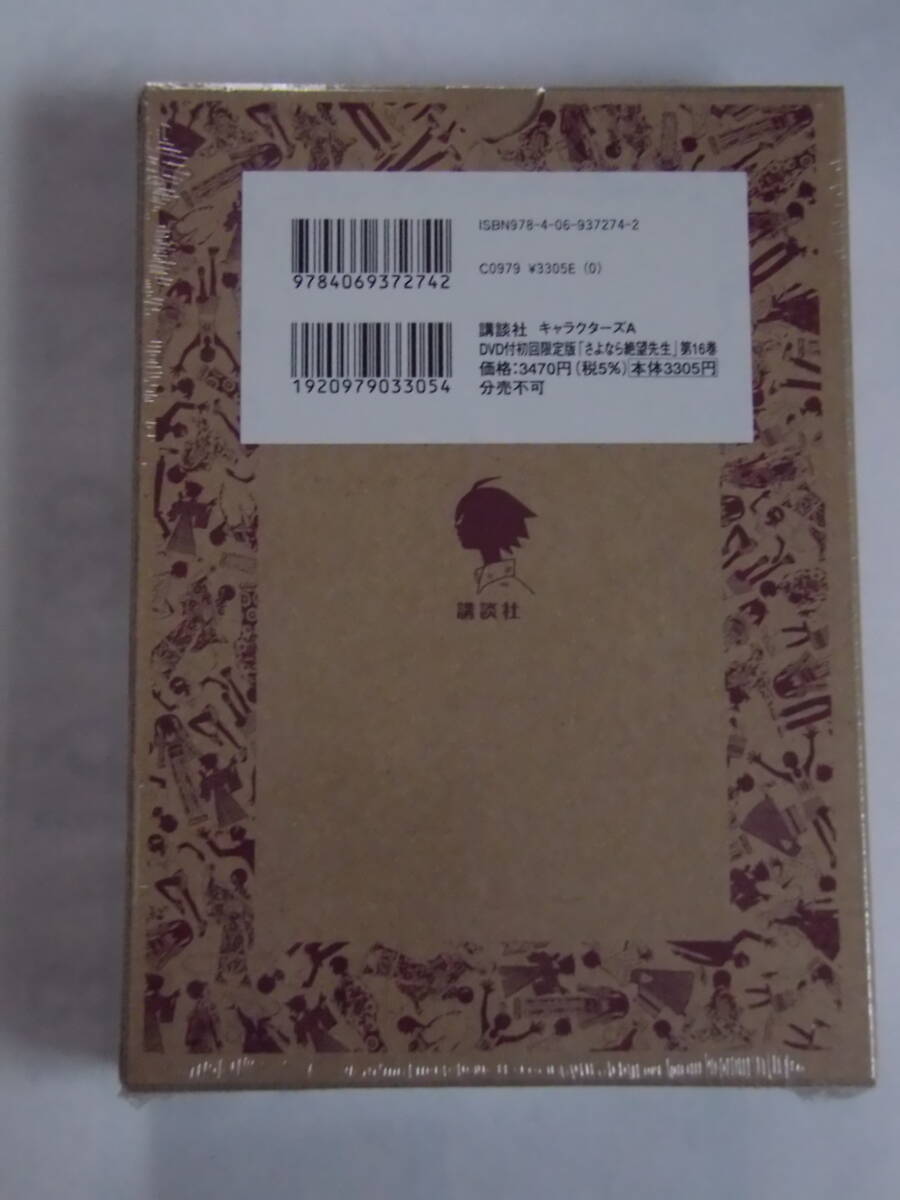 ISBN978-4-06-937274-2
9784069372742
C0979 ¥3305E (0)
1920979033054
講談社 キャラクターズA
DVD付初回限定版「さよなら絶望先生」第16巻
価格:3470円(税5%)本体3305円
分売不可
講談社